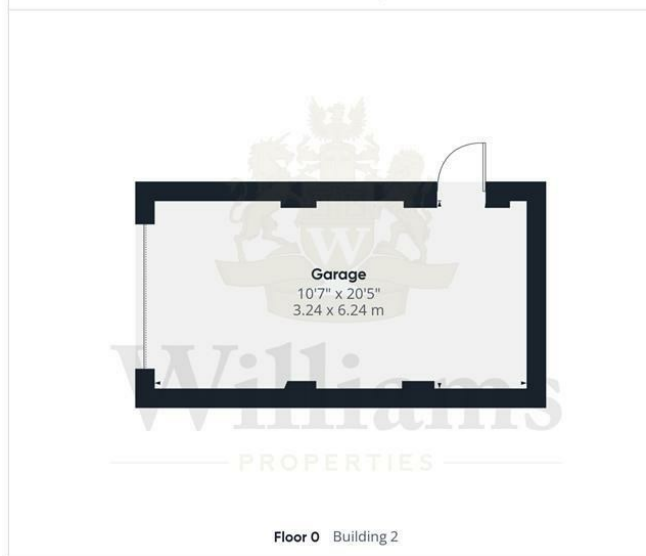 W
Garage
10'7" x 20'5"
3.24 x 6.24 m
Williams
PROPERTIES
Floor 0 Building 2